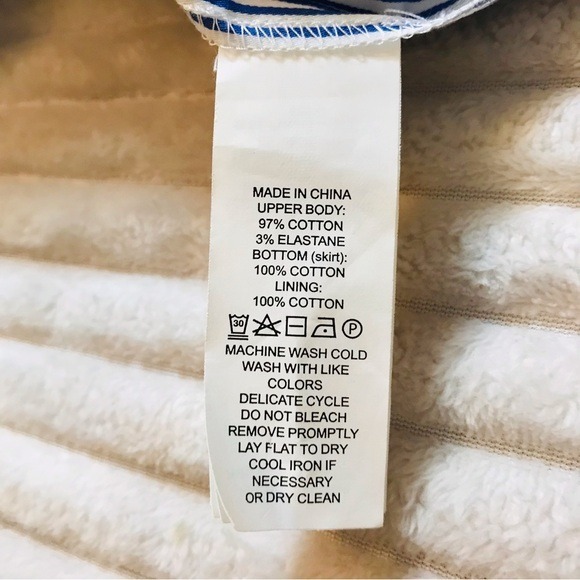 MADE IN CHINA
UPPER BODY:
97% COTTON
3% ELASTANE
BOTTOM (skirt):
100% COTTON
LINING:
100% COTTON
30 P
MACHINE WASH COLD
WASH WITH LIKE
COLORS
DELICATE CYCLE
DO NOT BLEACH
REMOVE PROMPTLY
LAY FLAT TO DRY
COOL IRON IF
NECESSARY
OR DRY CLEAN